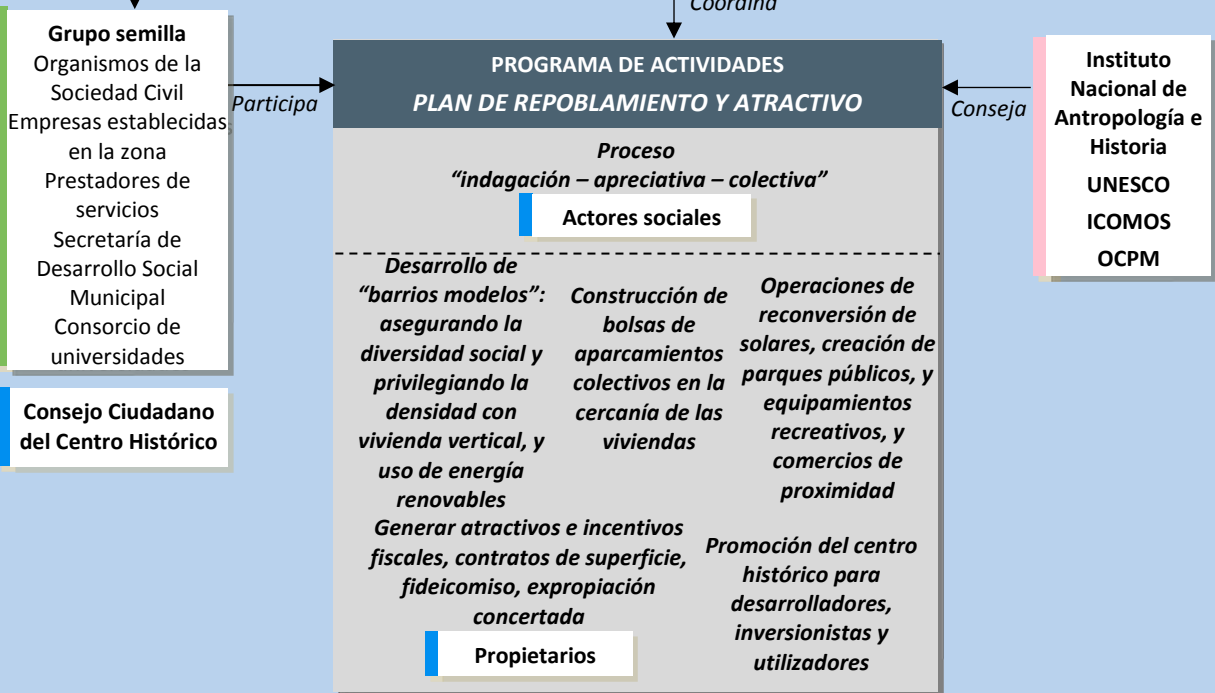 Coordina
Grupo semilla
Organismos de la
Sociedad Civil
Empresas establecidas
en la zona
Prestadores de
servicios
Secretaría de
Desarrollo Social
Municipal
Consorcio de
universidades
Consejo Ciudadano
del Centro Histórico
Participa
PROGRAMA DE ACTIVIDADES
PLAN DE REPOBLAMIENTO Y ATRACTIVO
Proceso
“indagación – apreciativa – colectiva”
Actores sociales
Desarrollo de
“barrios modelos”:
asegurando la
diversidad social y
privilegiando la
densidad con
vivienda vertical, y
uso de energía
renovables
Construcción de
bolsas de
aparcamientos
colectivos en la
cercanía de las
viviendas
Operaciones de
reconversión de
solares, creación de
parques públicos, y
equipamientos
recreativos, y
comercios de
proximidad
Generar atractivos e incentivos
fiscales, contratos de superficie,
fideicomiso, expropiación
concertada
Propietarios
Promoción del centro
histórico para
desarrolladores,
inversionistas y
utilizadores
Conseja
Instituto
Nacional de
Antropología e
Historia
UNESCO
ICOMOS
OCPM